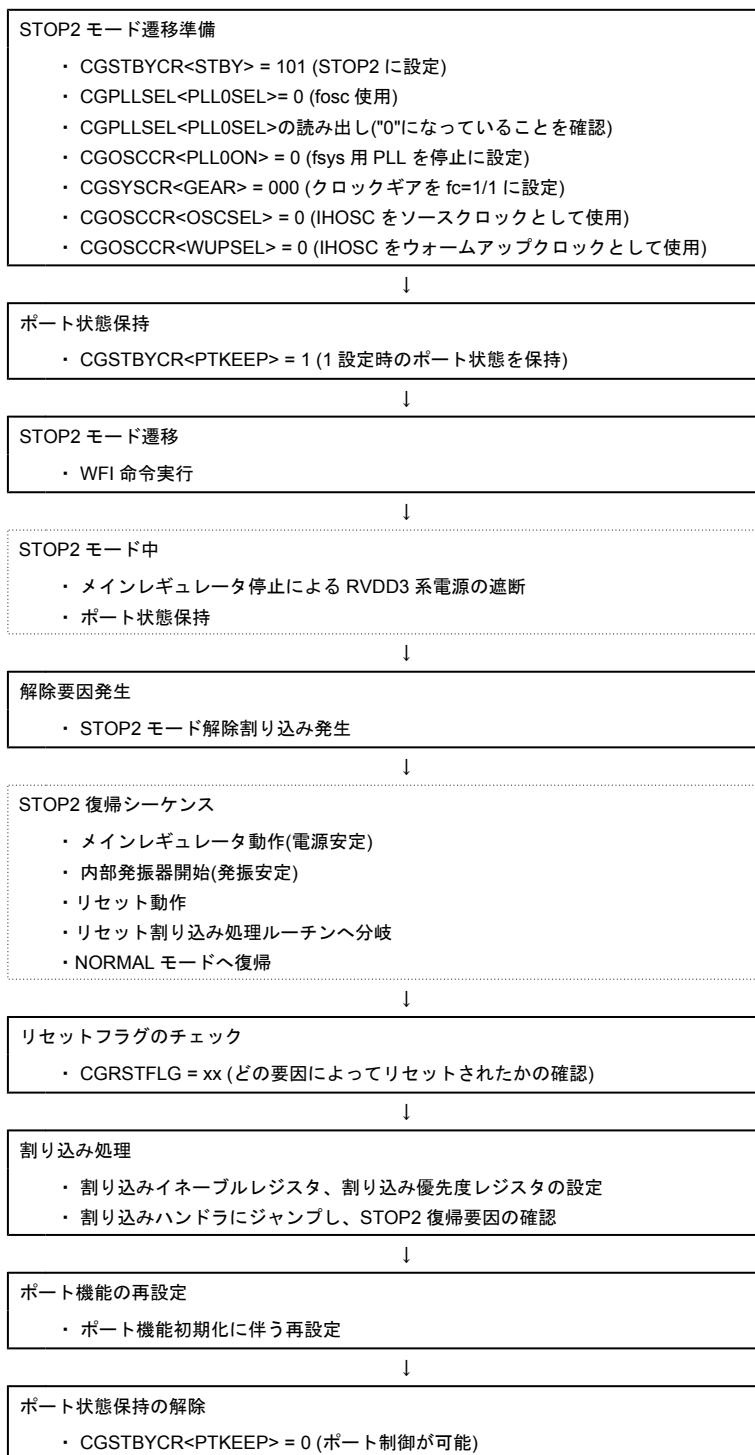 STOP2 モード遷移準備
・ CGSTBYCR<STBY> = 101 (STOP2 に設定)
・ CGPLLSEL<PLL0SEL>= 0 (fosc 使用)
・ CGPLLSEL<PLL0SEL>の読み出し("0"になっていることを確認)
・ CGOSCCR<PLL0ON> = 0 (fsys 用 PLL を停止に設定)
・ CGSYSCR<GEAR> = 000 (クロックギアを fc=1/1 に設定)
・ CGOSCCR<OSCSEL> = 0 (IHOSC をソースクロックとして使用)
・ CGOSCCR<WUPSEL> = 0 (IHOSC をウォームアップクロックとして使用)
↓
ポート状態保持
・ CGSTBYCR<PTKEEP> = 1 (1 設定時のポート状態を保持)
↓
STOP2 モード遷移
・ WFI 命令実行
↓
STOP2 モード中
・ メインレギュレータ停止による RVDD3 系電源の遮断
・ ポート状態保持
↓
解除要因発生
・ STOP2 モード解除割り込み発生
↓
STOP2 復帰シーケンス
・ メインレギュレータ動作(電源安定)
・ 内部発振器開始(発振安定)
・リセット動作
・リセット割り込み処理ルーチンへ分岐
・NORMAL モードへ復帰
↓
リセットフラグのチェック
・ CGRSTFLG = xx (どの要因によってリセットされたかの確認)
↓
割り込み処理
・ 割り込みイネーブルレジスタ、割り込み優先度レジスタの設定
・ 割り込みハンドラにジャンプし、STOP2 復帰要因の確認
↓
ポート機能の再設定
・ ポート機能初期化に伴う再設定
↓
ポート状態保持の解除
・ CGSTBYCR<PTKEEP> = 0 (ポート制御が可能)